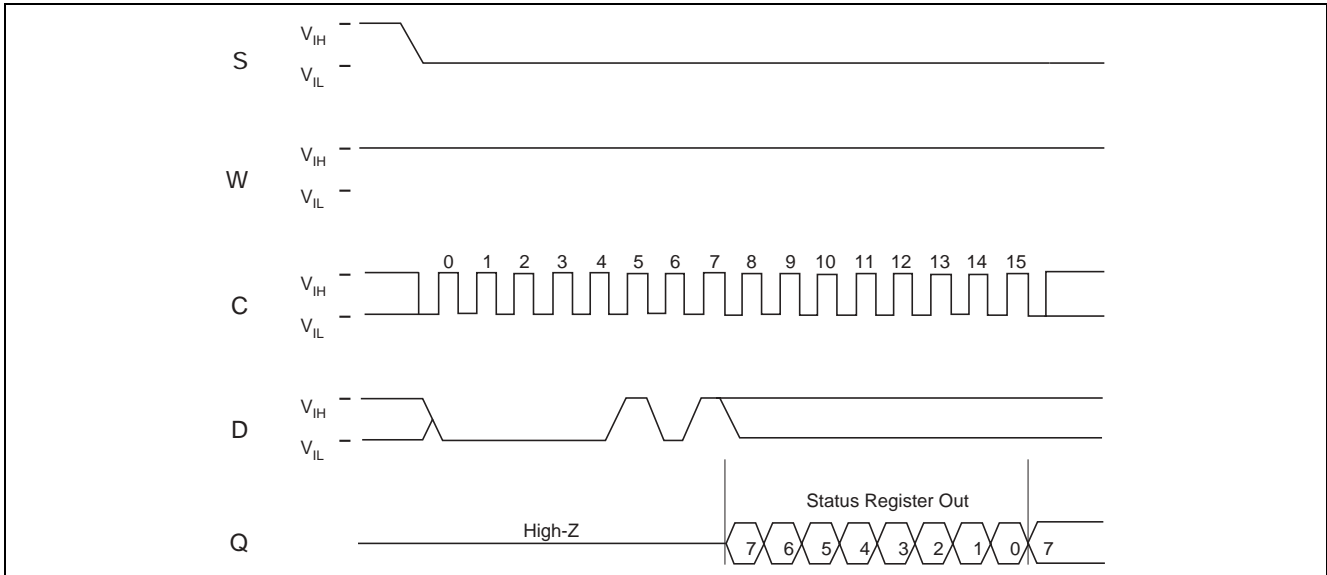 S
V_IH
V_IL
W
V_IH
V_IL
0 1 2 3 4 5 6 7 8 9 10 11 12 13 14 15
C
V_IH
V_IL
D
V_IH
V_IL
Status Register Out
Q
High-Z
7 6 5 4 3 2 1 0 7